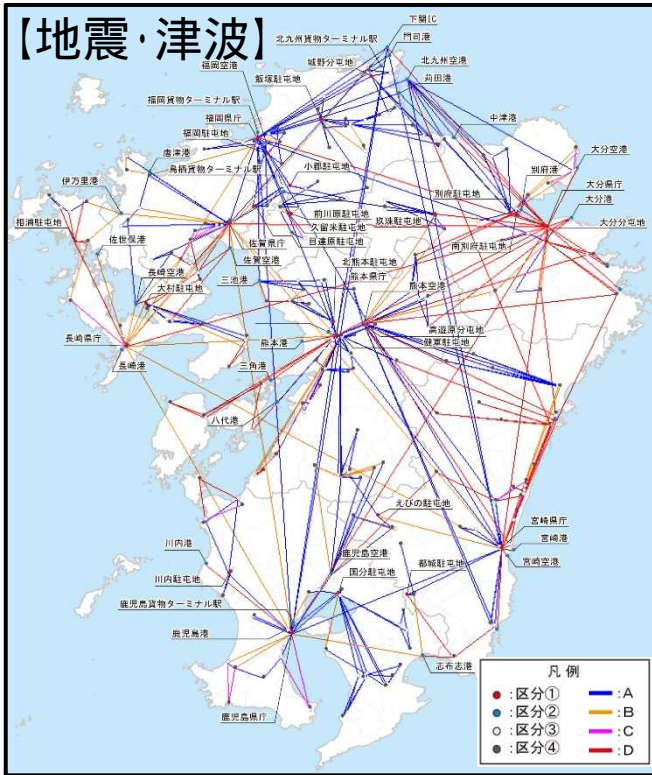 【地震・津波】
下関IC
門司港
北九州貨物ターミナル駅
城野分屯地
北九州空港
福岡空港
飯塚駐屯地
苅田港
福岡貨物ターミナル駅
福岡県庁
福岡駐屯地
中津港
唐津港
鳥栖貨物ターミナル駅
小郡駐屯地
別府港
大分空港
伊万里港
別府駐屯地
大分県庁
大分港
相浦駐屯地
前川原駐屯地
玖珠駐屯地
久留米駐屯地
大分分屯地
佐賀県庁
目達原駐屯地
南別府駐屯地
佐世保港
佐賀空港
北熊本駐屯地
長崎空港
熊本県庁
三池港
熊本空港
大村駐屯地
高遊原分屯地
長崎県庁
熊本港
健軍駐屯地
長崎港
三角港
八代港
えびの駐屯地
宮崎県庁
川内港
宮崎港
鹿児島空港
都城駐屯地
宮崎空港
川内駐屯地
国分駐屯地
鹿児島貨物ターミナル駅
鹿児島港
志布志港
鹿児島県庁
凡例
:区分①
:A
:区分②
:B
:区分③
:C
:区分④
:D